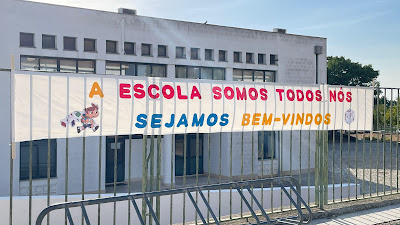 A ESCOLA SOMOS TODOS NÓS
SEJAMOS BEM-VINDOS